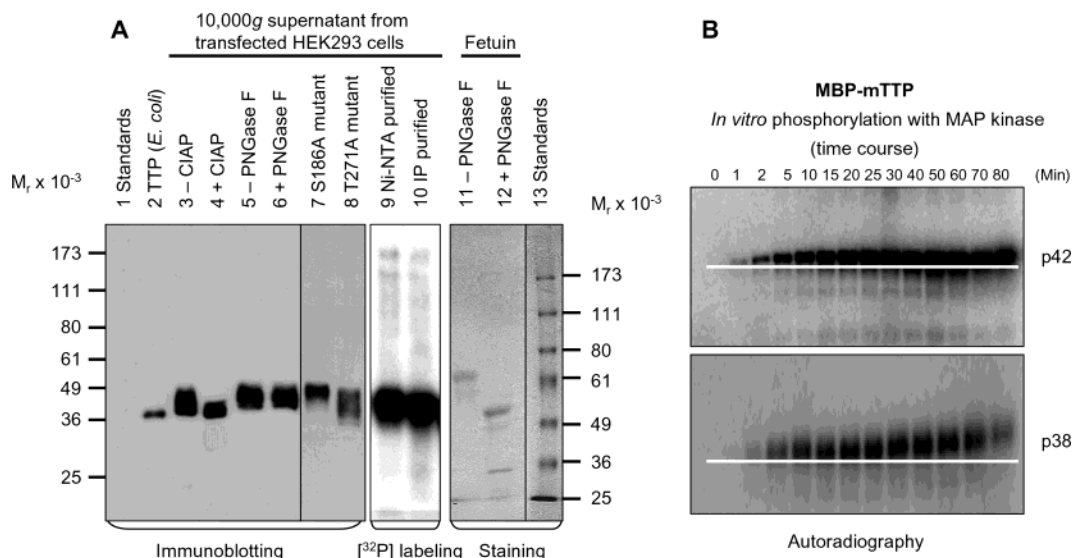 A
10,000g supernatant from
transfected HEK293 cells
Fetuin
M_r x 10^-3
1 Standards
2 TTP (E. coli)
3 – CIAP
4 + CIAP
5 – PNGase F
6 + PNGase F
7 S186A mutant
8 T271A mutant
9 Ni-NTA purified
10 IP purified
11 – PNGase F
12 + PNGase F
13 Standards
M_r x 10^-3
173
111
80
61
49
36
25
173
111
80
61
49
36
25
Immunoblotting
[^32P] labeling
Staining
B
MBP-mTTP
In vitro phosphorylation with MAP kinase
(time course)
0 1 2 5 10 15 20 25 30 40 50 60 70 80 (Min)
p42
p38
Autoradiography